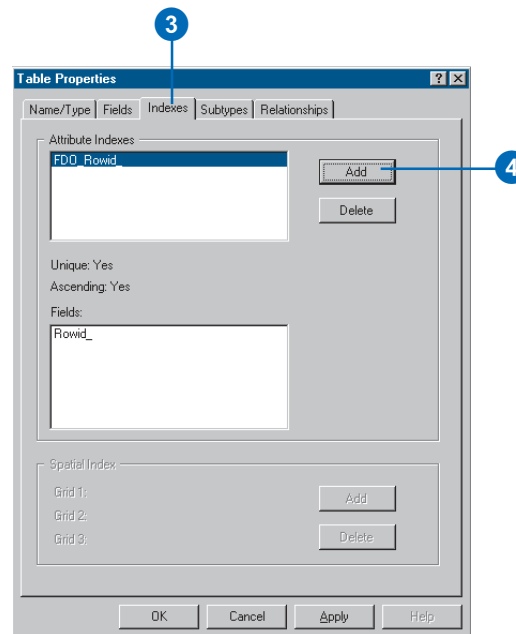 3
Table Properties
Name/Type Fields Indexes Subtypes Relationships
Attribute Indexes
FDO_Rowid_
Add
4
Delete
Unique: Yes
Ascending: Yes
Fields:
Rowid_
Spatial Index
Grid 1:
Add
Grid 2:
Grid 3:
Delete
OK Cancel Apply Help